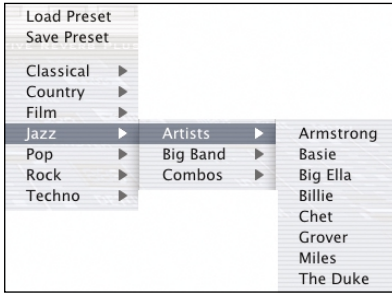 Load Preset
Save Preset
Classical
Country
Film
Jazz
Pop
Rock
Techno
Artists
Big Band
Combos
Armstrong
Basie
Big Ella
Billie
Chet
Grover
Miles
The Duke